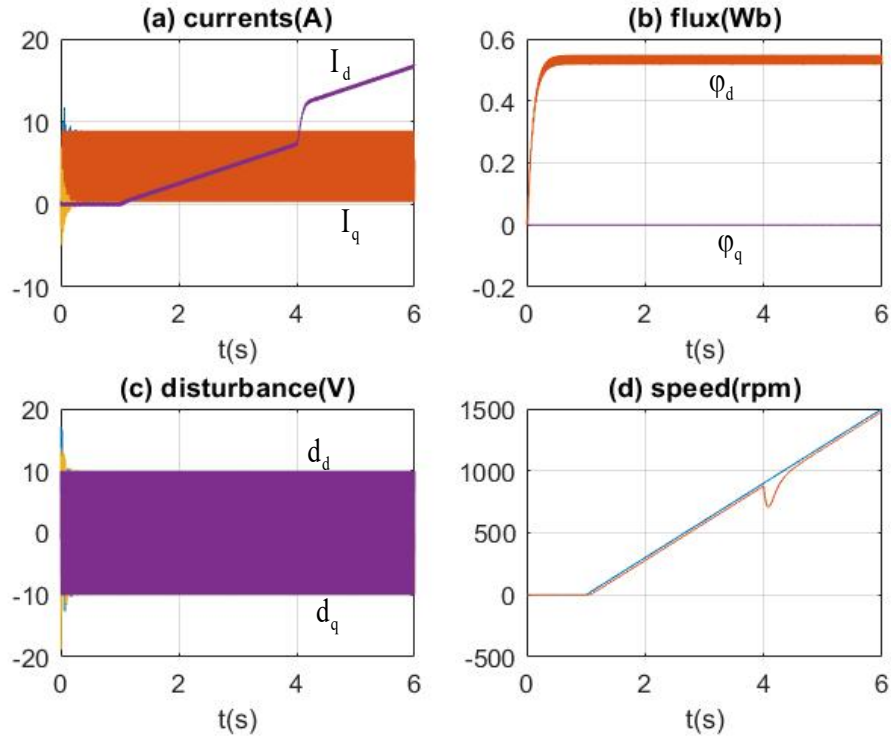 (a) currents(A)
20
10
0
-10
0
2
4
6
t(s)
I_d
I_q
(b) flux(Wb)
0.6
0.4
0.2
0
-0.2
0
2
4
6
t(s)
φ_d
φ_q
(c) disturbance(V)
20
10
0
-10
-20
0
2
4
6
t(s)
d_d
d_q
(d) speed(rpm)
1500
1000
500
0
-500
0
2
4
6
t(s)